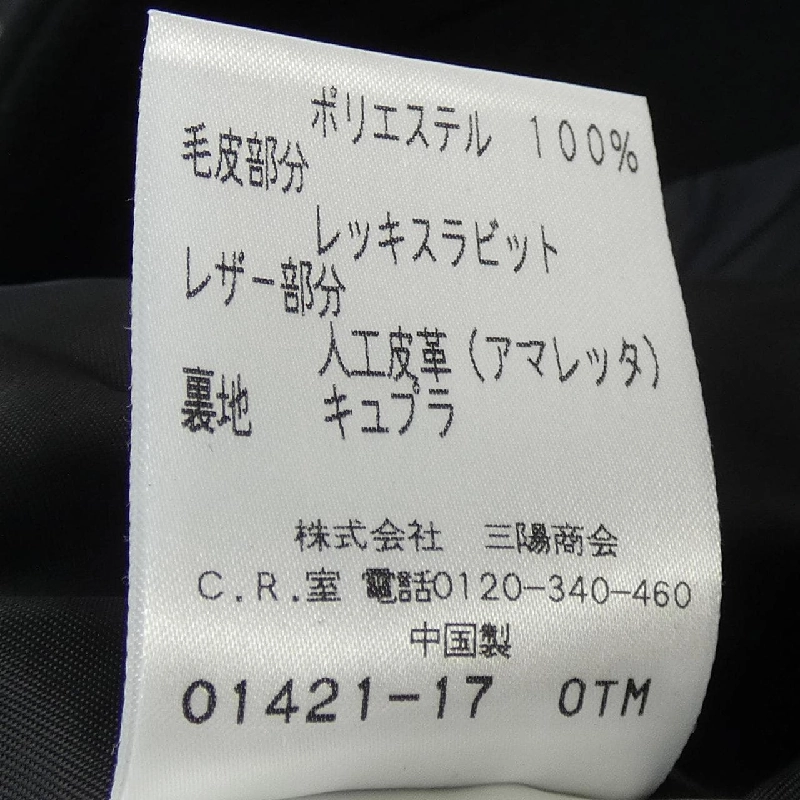 ポリエステル 100%
毛皮部分
レッキスラビット
レザー部分
人工皮革(アマレッタ)
裏地 キュプラ
株式会社 三陽商会
C.R.室 電話0120-340-460
中国製
01421-17 OTM